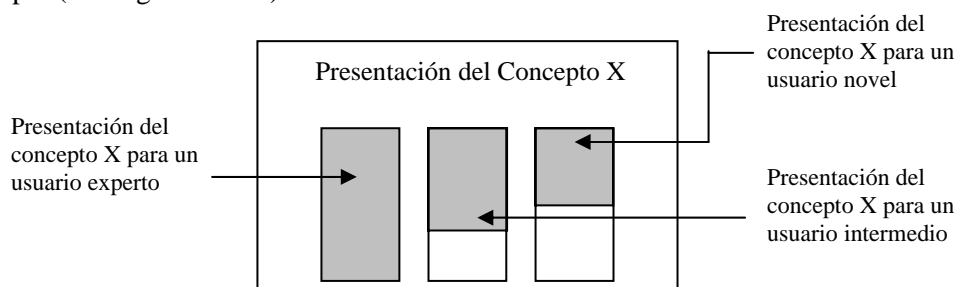 Presentación del
concepto X para un
usuario novel
Presentación del Concepto X
Presentación del
concepto X para un
usuario experto
Presentación del
concepto X para un
usuario intermedio